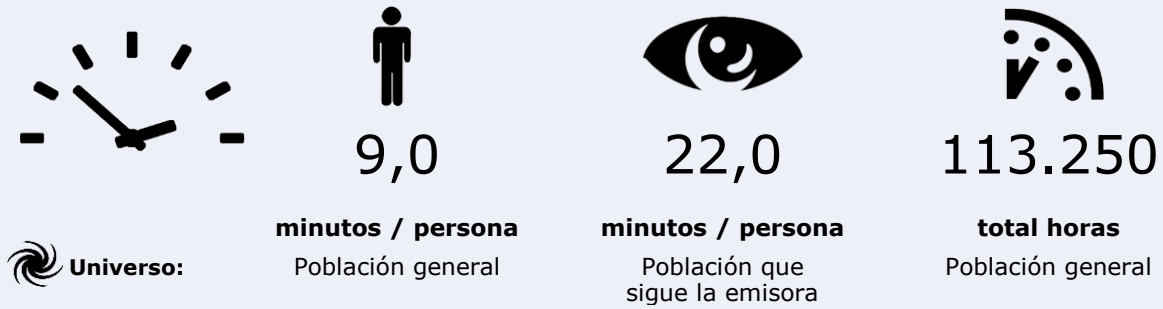 9,0
22,0
113.250
minutos / persona
minutos / persona
total horas
Universo:
Población general
Población que
sigue la emisora
Población general